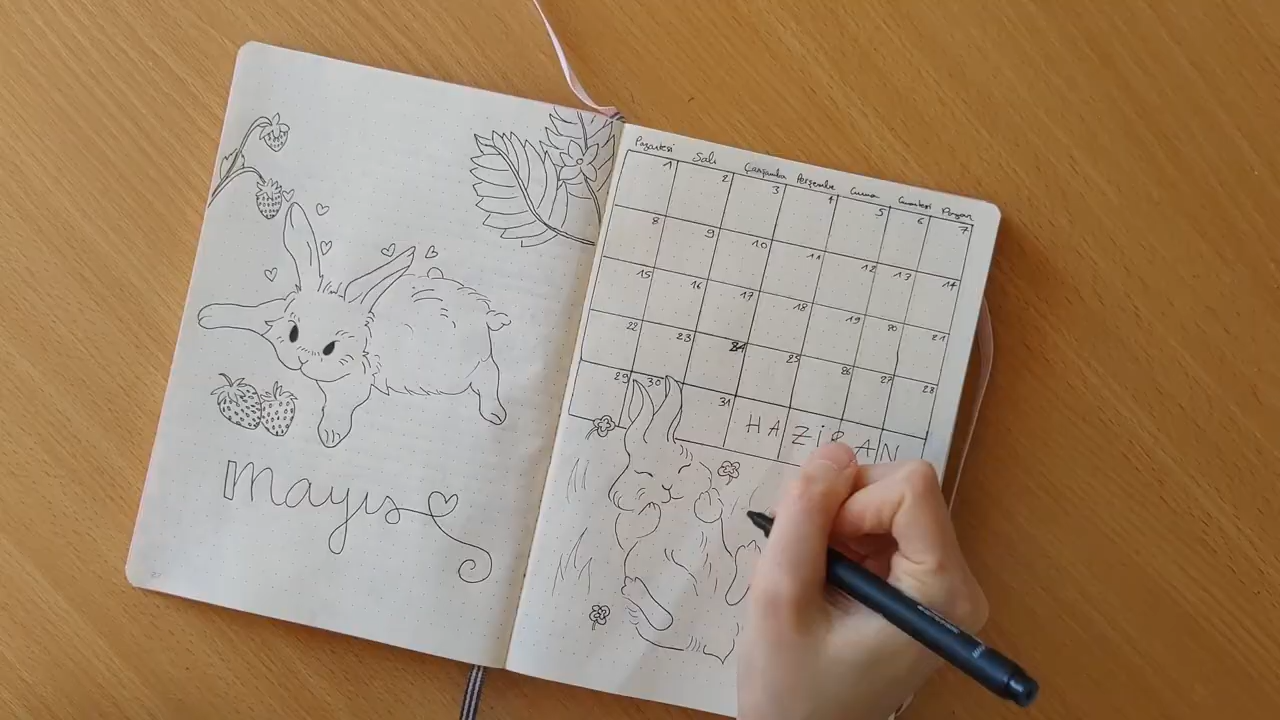 Mayıs
Pazartesi Salı Çarşamba Perşembe Cuma Cumartesi Pazar
1 2 3 4 5 6 7
8 9 10 11 12 13 14
15 16 17 18 19 20 21
22 23 24 25 26 27 28
29 30 31
HAZİRAN